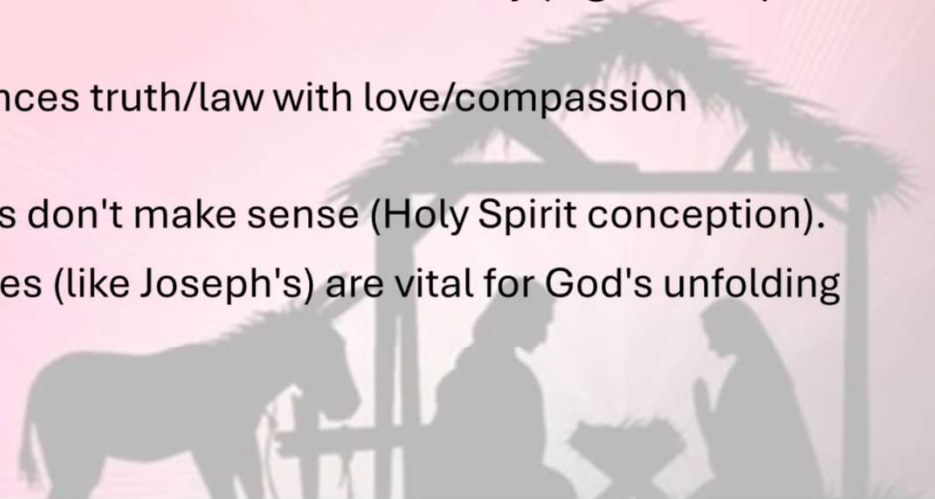 nces truth/law with love/compassion
s don't make sense (Holy Spirit conception).
es (like Joseph's) are vital for God's unfolding